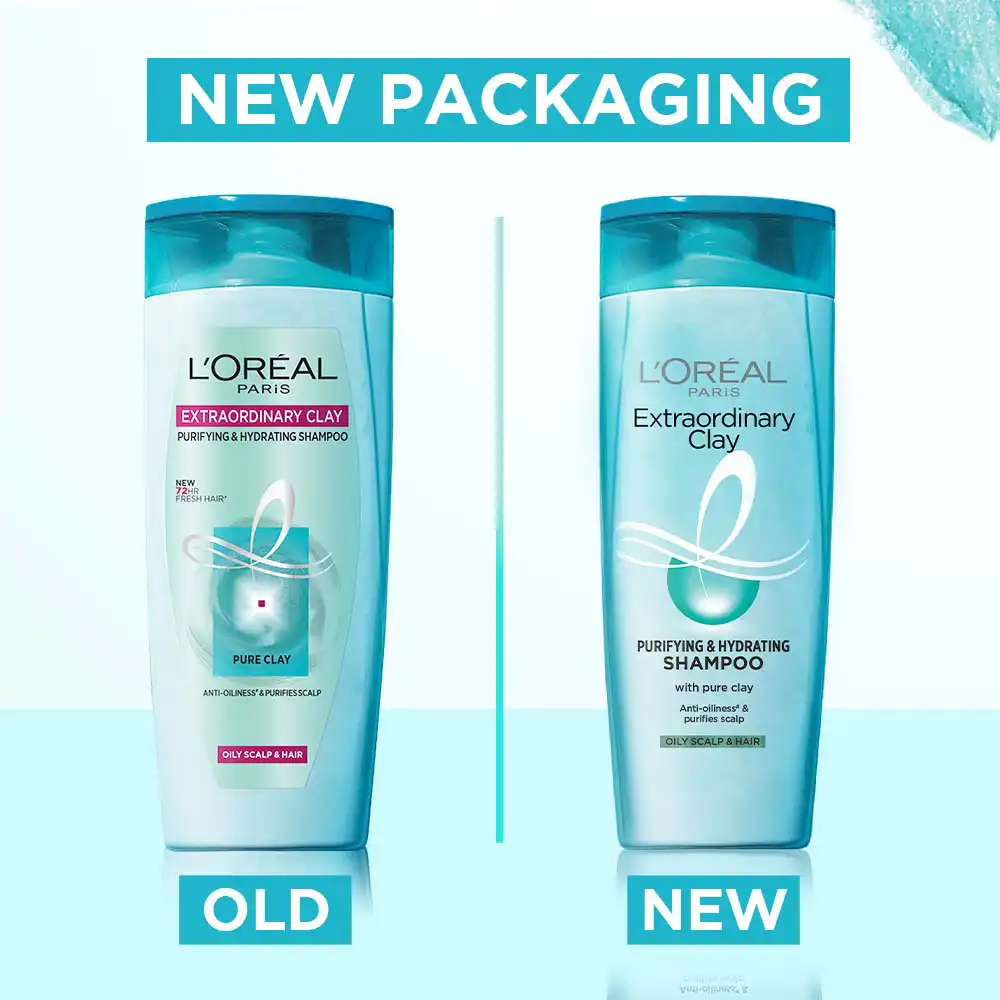 NEW PACKAGING
L'ORÉAL
PARIS
EXTRAORDINARY CLAY
PURIFYING & HYDRATING SHAMPOO
NEW
72HR
FRESH HAIR*
PURE CLAY
ANTI-OILINESS* & PURIFIES SCALP
OILY SCALP & HAIR
OLD
L'ORÉAL
PARIS
Extraordinary
Clay
PURIFYING & HYDRATING
SHAMPOO
with pure clay
Anti-oiliness* &
purifies scalp
OILY SCALP & HAIR
NEW